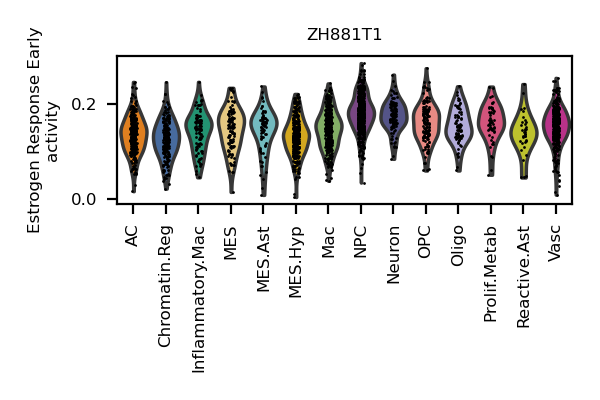 ZH881T1
Estrogen Response Early
activity
0.2
0.0
AC
Chromatin.Reg
Inflammatory.Mac
MES
MES.Ast
MES.Hyp
Mac
NPC
Neuron
OPC
Oligo
Prolif.Metab
Reactive.Ast
Vasc